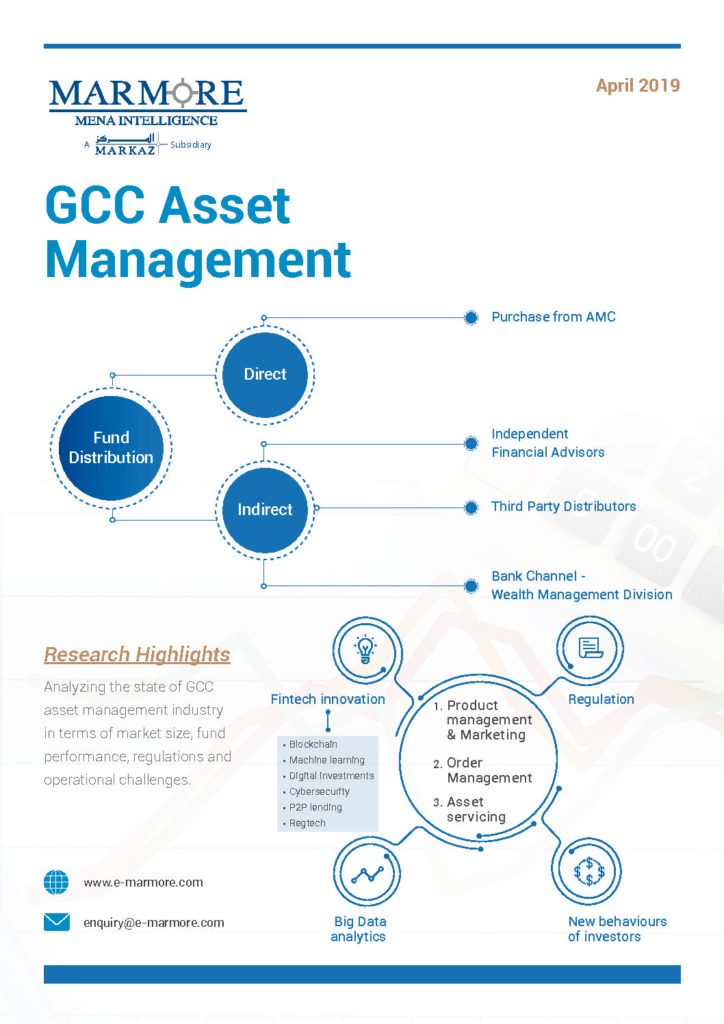 MARMORE
MENA INTELLIGENCE
A المركز MARKAZ Subsidiary
April 2019
GCC Asset
Management
Purchase from AMC
Direct
Fund
Distribution
Independent
Financial Advisors
Indirect
Third Party Distributors
Bank Channel -
Wealth Management Division
Research Highlights
Analyzing the state of GCC
asset management industry
in terms of market size, fund
performance, regulations and
operational challenges.
Fintech innovation
• Blockchain
• Machine learning
• Digital investments
• Cybersecurity
• P2P lending
• Regtech
Regulation
1. Product
management
& Marketing
2. Order
Management
3. Asset
servicing
Big Data
analytics
$ $ $ $
New behaviours
of investors
www.e-marmore.com
enquiry@e-marmore.com
00
2